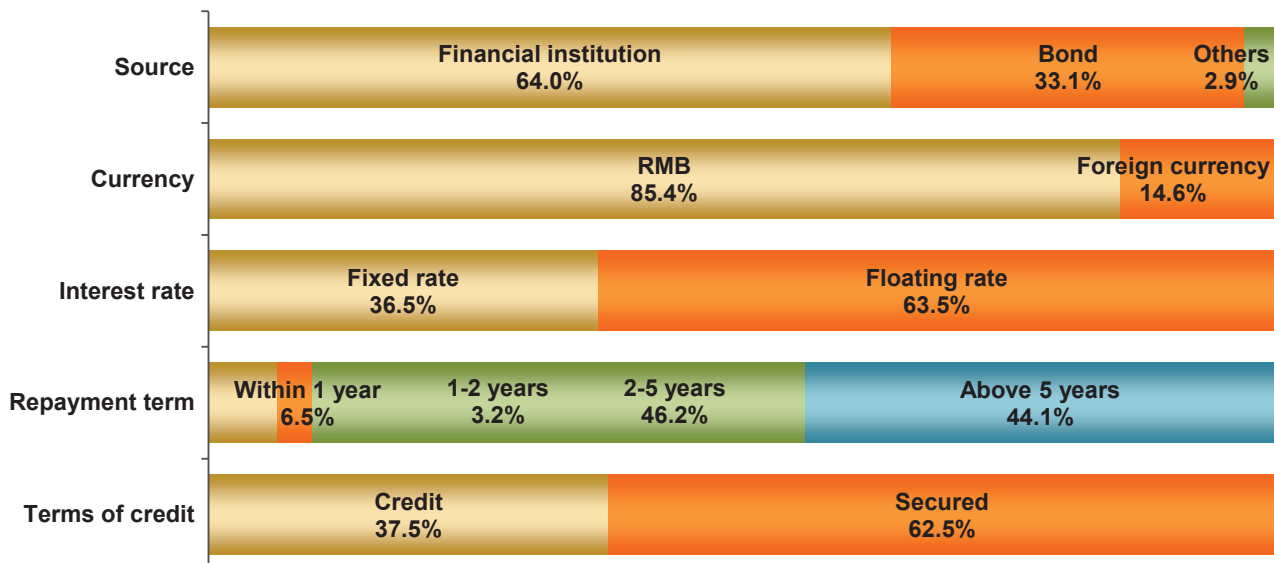 Source
Financial institution
64.0%
Bond
33.1%
Others
2.9%
Currency
RMB
85.4%
Foreign currency
14.6%
Interest rate
Fixed rate
36.5%
Floating rate
63.5%
Repayment term
Within 1 year
6.5%
1-2 years
3.2%
2-5 years
46.2%
Above 5 years
44.1%
Terms of credit
Credit
37.5%
Secured
62.5%